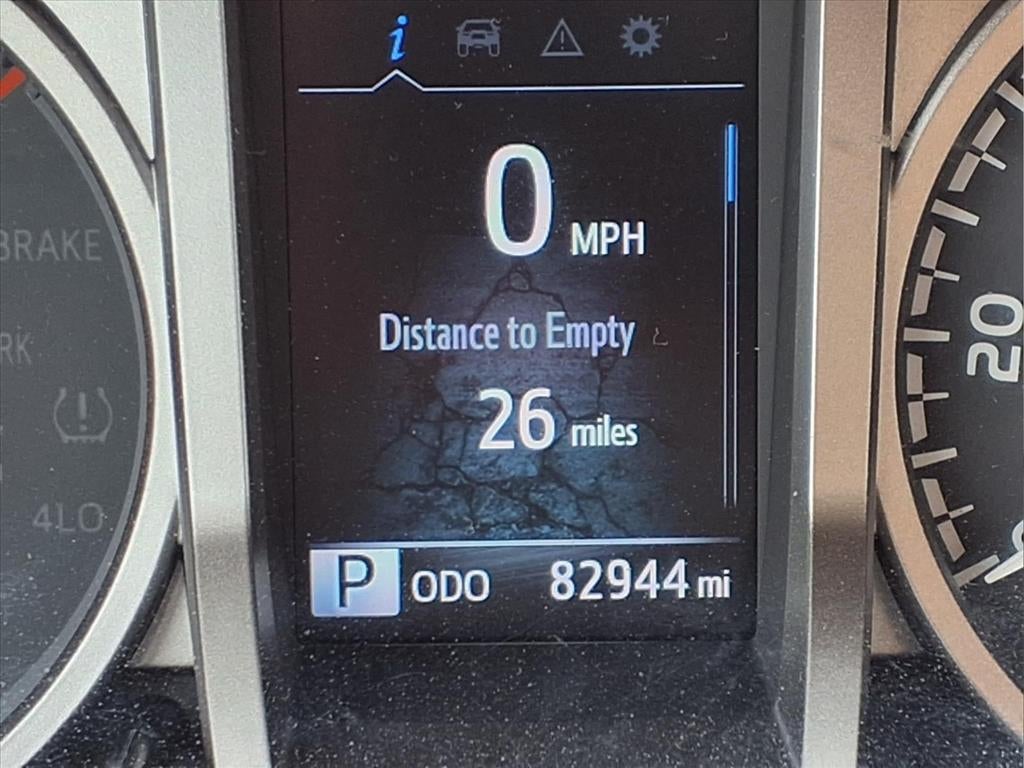 0 MPH
Distance to Empty
26 miles
P ODO 82944 mi
BRAKE
RK
4LO
20